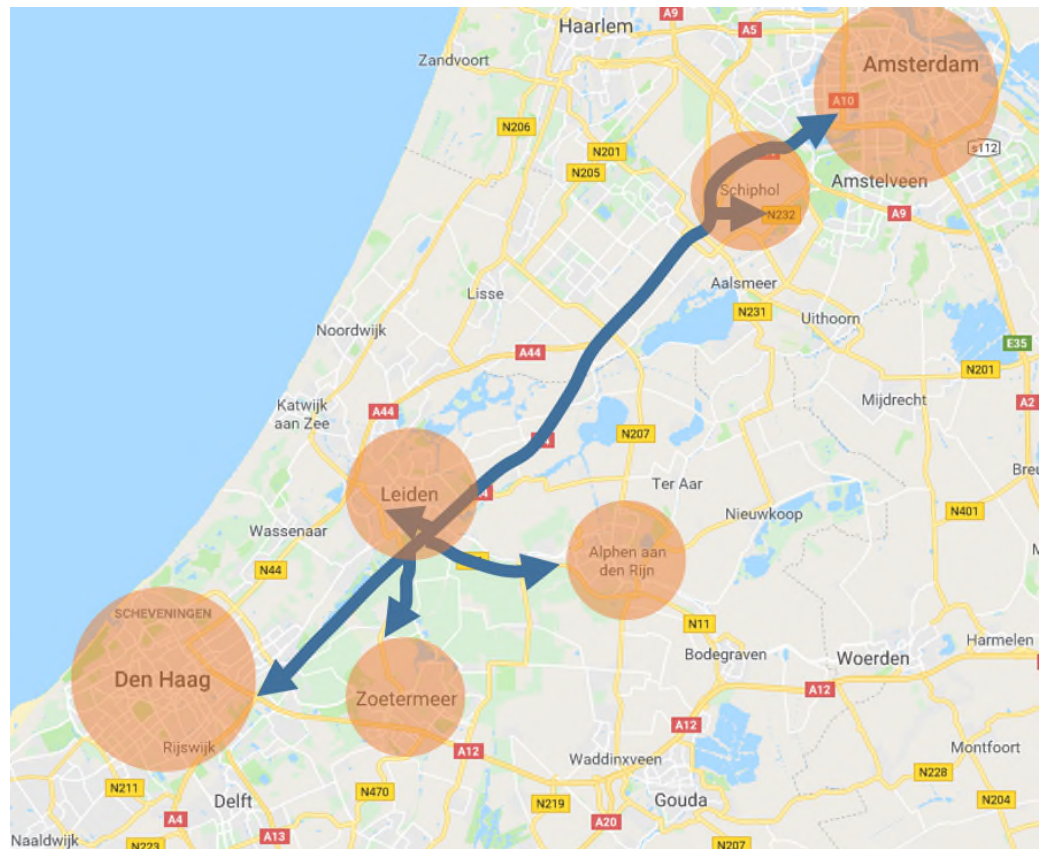 A9
Haarlem
A5
Amsterdam
Zandvoort
A10
N206
N201
s112
N205
Schiphol
Amstelveen
N232
A9
Aalsmeer
Lisse
N231
Uithoorn
Noordwijk
E35
A44
N201
Mijdrecht
A2
Katwijk
aan Zee
A44
N207
Ter Aar
Leiden
Nieuwkoop
N401
Wassenaar
Alphen aan
den Rijn
N44
SCHEVENINGEN
N11
Harmelen
Bodegraven
Woerden
Den Haag
Zoetermeer
A12
A12
Rijswijk
A12
Montfoort
Waddinxveen
N228
N211
N470
Delft
N219
Gouda
N204
A4
A20
Naaldwijk
N223
A13
N207